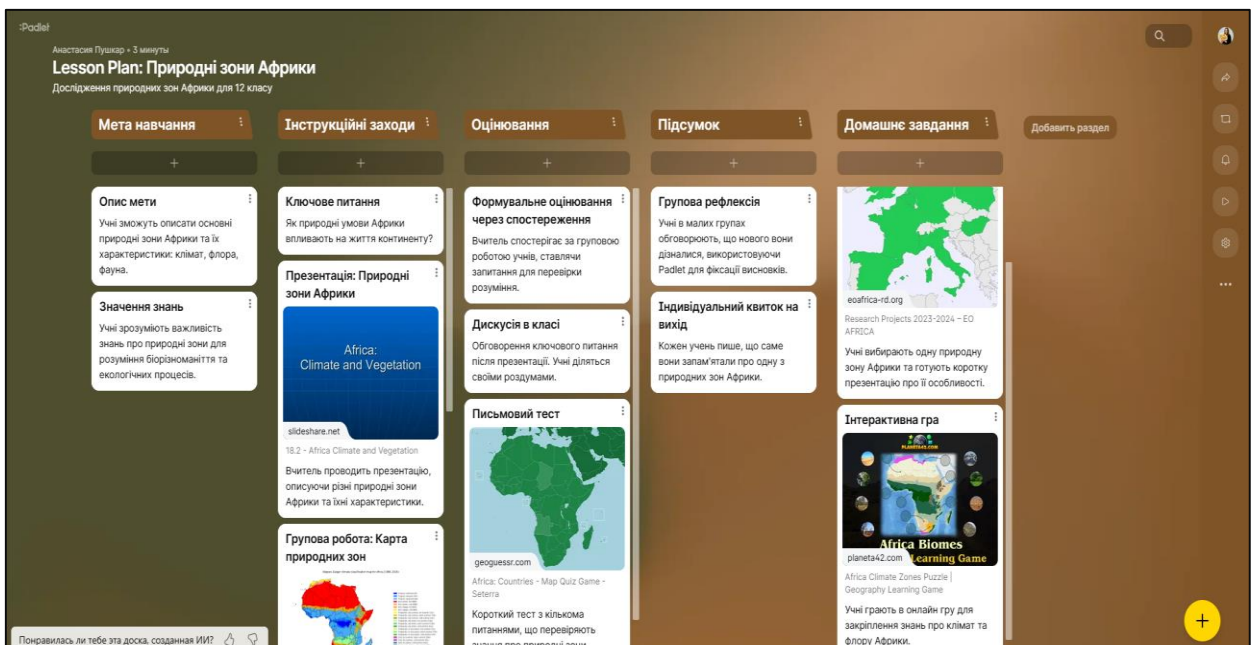 :Padlet
Анастасия Пушкар • 3 минуты
Lesson Plan: Природні зони Африки
Дослідження природних зон Африки для 12 класу
Мета навчання
Опис мети
Учні зможуть описати основні
природні зони Африки та їх
характеристики: клімат, флора,
фауна.
Значення знань
Учні зрозуміють важливість
знань про природні зони для
розуміння біорізноманіття та
екологічних процесів.
Інструкційні заходи
Ключове питання
Як природні умови Африки
впливають на життя континенту?
Презентація: Природні
зони Африки
Africa:
Climate and Vegetation
slideshare.net
18.2 - Africa Climate and Vegetation
Вчитель проводить презентацію,
описуючи різні природні зони
Африки та їхні характеристики.
Групова робота: Карта
природних зон
Оцінювання
Формувальне оцінювання
через спостереження
Вчитель спостерігає за груповою
роботою учнів, ставлячи
запитання для перевірки
розуміння.
Дискусія в класі
Обговорення ключового питання
після презентації. Учні діляться
своїми роздумами.
Письмовий тест
geoguessr.com
Africa: Countries - Map Quiz Game -
Seterra
Короткий тест з кількома
питаннями, що перевіряють
знання про природні зони
Підсумок
Групова рефлексія
Учні в малих групах
обговорюють, що нового вони
дізналися, використовуючи
Padlet для фіксації висновків.
Індивідуальний квиток на
вихід
Кожен учень пише, що саме
вони запам'ятали про одну з
природних зон Африки.
Домашнє завдання
eoafrica-rd.org
Research Projects 2023-2024 – EO
AFRICA
Учні вибирають одну природну
зону Африки та готують коротку
презентацію про її особливості.
Інтерактивна гра
PLANETA42.COM
Africa Biomes
Learning Game
planeta42.com
Africa Climate Zones Puzzle |
Geography Learning Game
Учні грають в онлайн гру для
закріплення знань про клімат та
флору Африки.
Добавить раздел
Понравилась ли тебе эта доска, созданная ИИ?